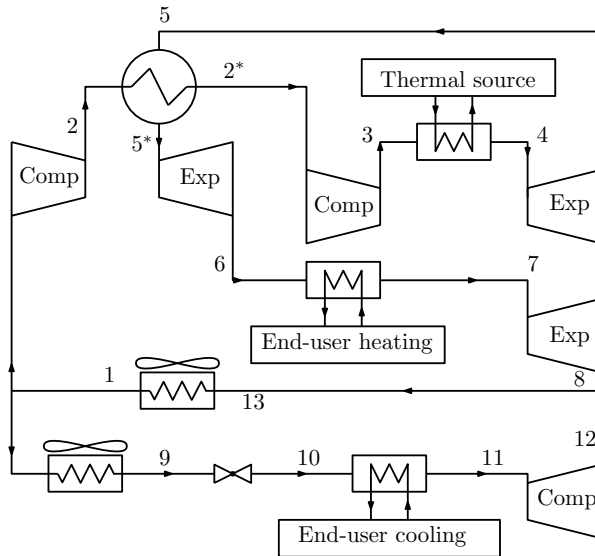 5
2*
Thermal source
2
5*
3
4
Comp
Exp
Comp
Exp
6
7
End-user heating
Exp
1
13
8
12
9
10
11
Comp
End-user cooling